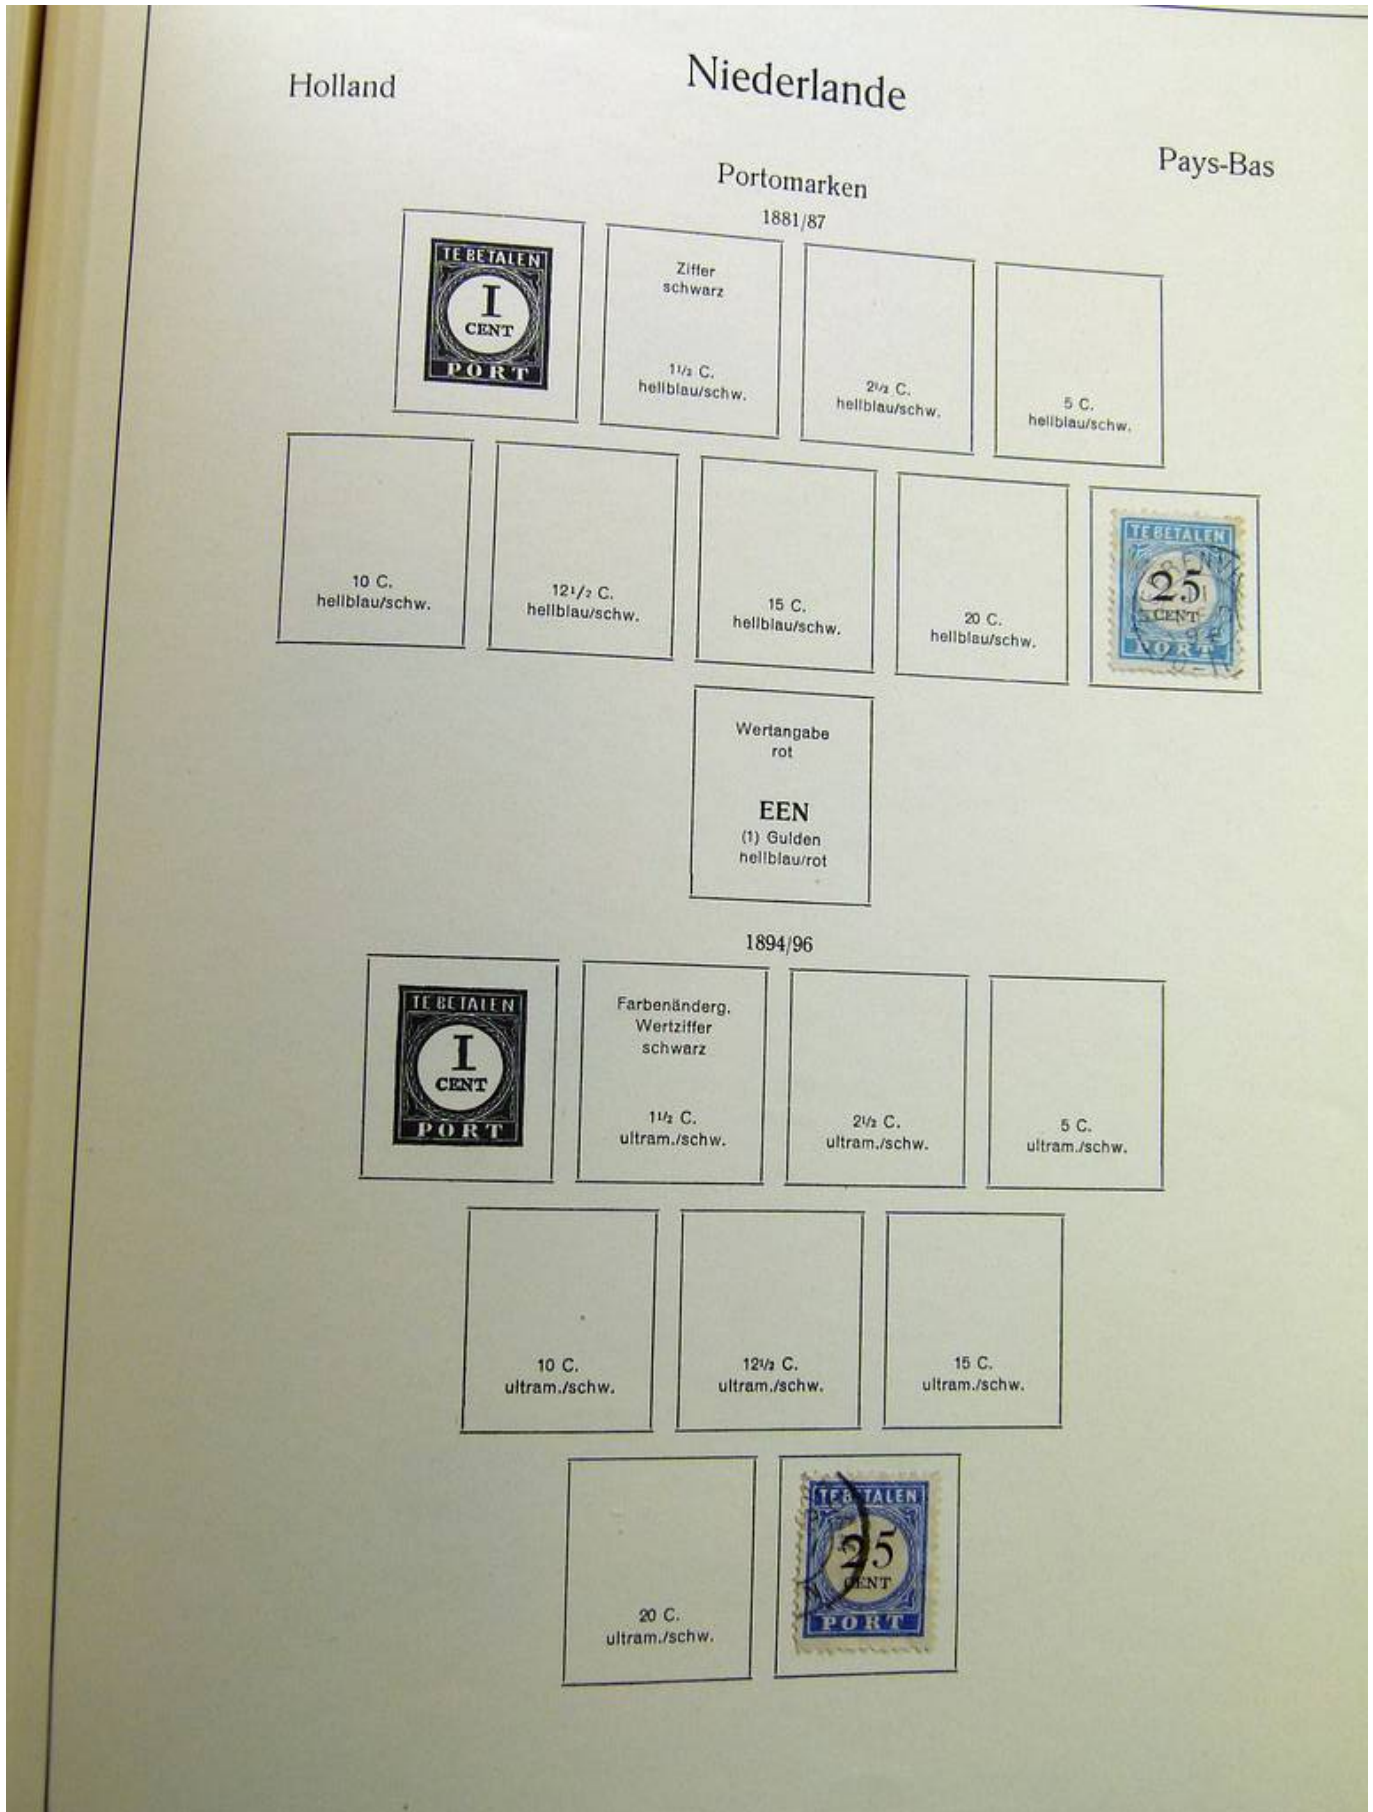 Holland
Niederlande
Pays-Bas
Portomarken
1881/87
TE BETALEN
1
CENT
PORT
Ziffer
schwarz
1½ C.
hellblau/schw.
2½ C.
hellblau/schw.
5 C.
hellblau/schw.
10 C.
hellblau/schw.
12½ C.
hellblau/schw.
15 C.
hellblau/schw.
20 C.
hellblau/schw.
TE BETALEN
25
CENT
PORT
Wertangabe
rot
EEN
(1) Gulden
hellblau/rot
1894/96
TE BETALEN
1
CENT
PORT
Farbenänderg.
Wertziffer
schwarz
1½ C.
ultram./schw.
2½ C.
ultram./schw.
5 C.
ultram./schw.
10 C.
ultram./schw.
12½ C.
ultram./schw.
15 C.
ultram./schw.
20 C.
ultram./schw.
TE BETALEN
25
CENT
PORT